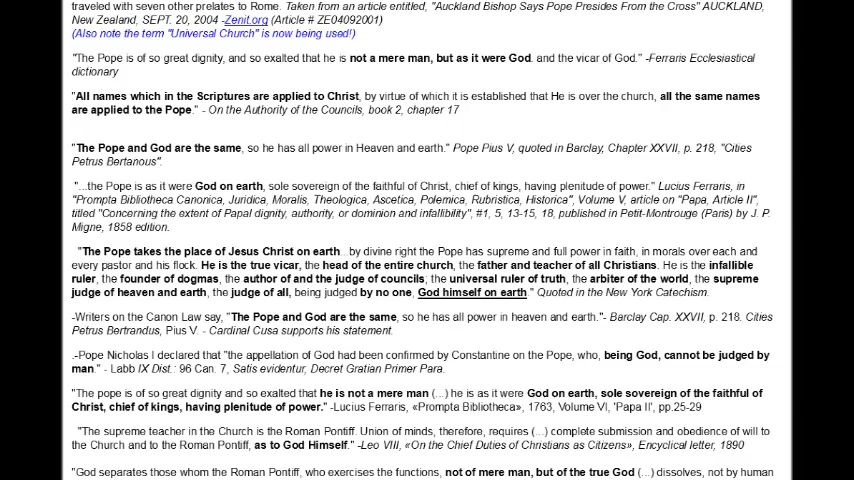 traveled with seven other prelates to Rome. Taken from an article entitled, "Auckland Bishop Says Pope Presides From the Cross" AUCKLAND,
New Zealand, SEPT. 20, 2004 -Zenit.org (Article # ZE04092001)
(Also note the term "Universal Church" is now being used!)
"The Pope is of so great dignity, and so exalted that he is not a mere man, but as it were God. and the vicar of God." -Ferraris Ecclesiastical
dictionary
"All names which in the Scriptures are applied to Christ, by virtue of which it is established that He is over the church, all the same names
are applied to the Pope." - On the Authority of the Councils, book 2, chapter 17
"The Pope and God are the same, so he has all power in Heaven and earth." Pope Pius V, quoted in Barclay, Chapter XXVII, p. 218, "Cities
Petrus Bertanous".
"...the Pope is as it were God on earth, sole sovereign of the faithful of Christ, chief of kings, having plenitude of power." Lucius Ferraris, in
"Prompta Bibliotheca Canonica, Juridica, Moralis, Theologica, Ascetica, Polemica, Rubristica, Historica", Volume V, article on "Papa, Article II",
titled "Concerning the extent of Papal dignity, authority, or dominion and infallibility", #1, 5, 13-15, 18, published in Petit-Montrouge (Paris) by J. P.
Migne, 1858 edition.
"The Pope takes the place of Jesus Christ on earth...by divine right the Pope has supreme and full power in faith, in morals over each and
every pastor and his flock. He is the true vicar, the head of the entire church, the father and teacher of all Christians. He is the infallible
ruler, the founder of dogmas, the author of and the judge of councils; the universal ruler of truth, the arbiter of the world, the supreme
judge of heaven and earth, the judge of all, being judged by no one, God himself on earth." Quoted in the New York Catechism.
-Writers on the Canon Law say, "The Pope and God are the same, so he has all power in heaven and earth."- Barclay Cap. XXVII, p. 218. Cities
Petrus Bertrandus, Pius V. - Cardinal Cusa supports his statement.
.-Pope Nicholas I declared that "the appellation of God had been confirmed by Constantine on the Pope, who, being God, cannot be judged by
man." - Labb IX Dist.: 96 Can. 7, Satis evidentur, Decret Gratian Primer Para.
"The pope is of so great dignity and so exalted that he is not a mere man (...) he is as it were God on earth, sole sovereign of the faithful of
Christ, chief of kings, having plenitude of power." -Lucius Ferraris, «Prompta Bibliotheca», 1763, Volume VI, 'Papa II', pp.25-29
"The supreme teacher in the Church is the Roman Pontiff. Union of minds, therefore, requires (...) complete submission and obedience of will to
the Church and to the Roman Pontiff, as to God Himself." -Leo VIII, «On the Chief Duties of Christians as Citizens», Encyclical letter, 1890
"God separates those whom the Roman Pontiff, who exercises the functions, not of mere man, but of the true God (...) dissolves, not by human